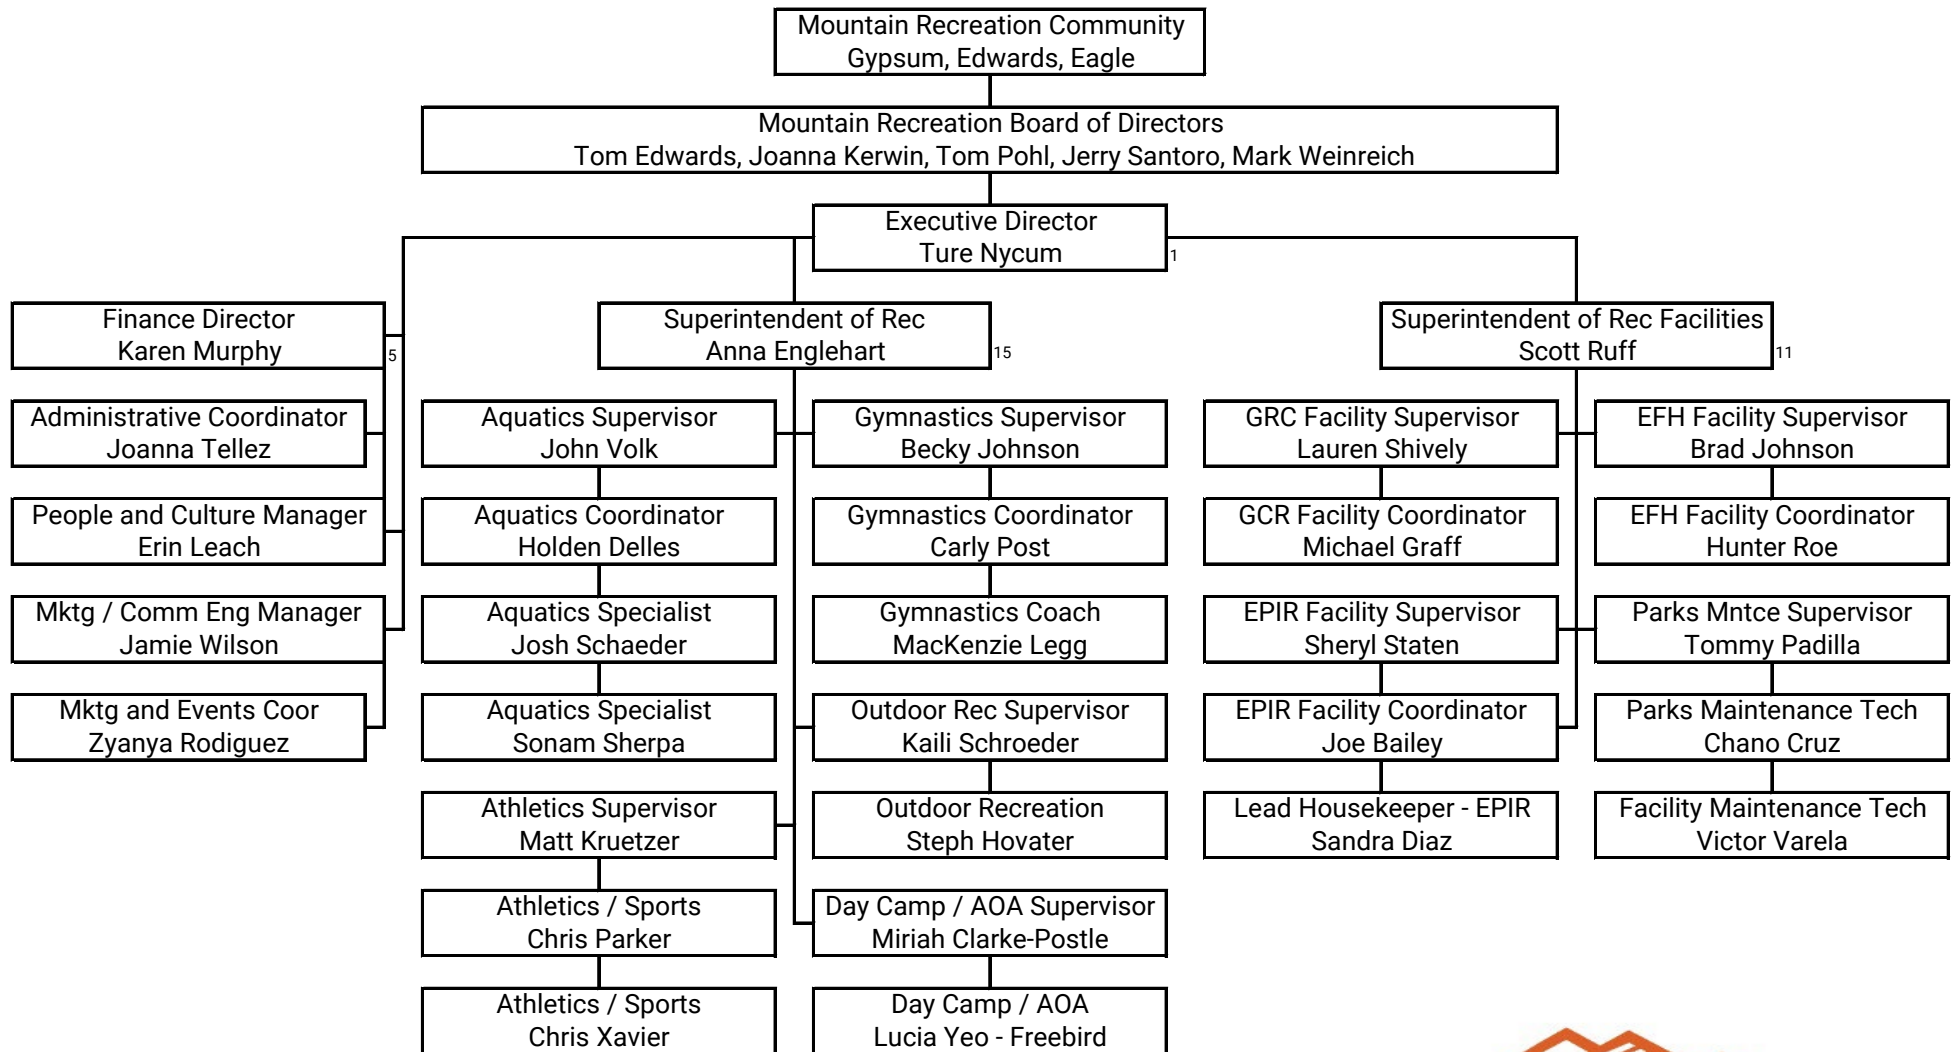 Mountain Recreation Community
Gypsum, Edwards, Eagle
Mountain Recreation Board of Directors
Tom Edwards, Joanna Kerwin, Tom Pohl, Jerry Santoro, Mark Weinreich
Executive Director
Ture Nycum
1
Finance Director
Karen Murphy
5
Administrative Coordinator
Joanna Tellez
People and Culture Manager
Erin Leach
Mktg / Comm Eng Manager
Jamie Wilson
Mktg and Events Coor
Zyanya Rodiguez
Superintendent of Rec
Anna Englehart
15
Aquatics Supervisor
John Volk
Aquatics Coordinator
Holden Delles
Aquatics Specialist
Josh Schaeder
Aquatics Specialist
Sonam Sherpa
Athletics Supervisor
Matt Kruetzer
Athletics / Sports
Chris Parker
Athletics / Sports
Chris Xavier
Gymnastics Supervisor
Becky Johnson
Gymnastics Coordinator
Carly Post
Gymnastics Coach
MacKenzie Legg
Outdoor Rec Supervisor
Kaili Schroeder
Outdoor Recreation
Steph Hovater
Day Camp / AOA Supervisor
Miriah Clarke-Postle
Day Camp / AOA
Lucia Yeo - Freebird
Superintendent of Rec Facilities
Scott Ruff
11
GRC Facility Supervisor
Lauren Shively
GCR Facility Coordinator
Michael Graff
EPIR Facility Supervisor
Sheryl Staten
EPIR Facility Coordinator
Joe Bailey
Lead Housekeeper - EPIR
Sandra Diaz
EFH Facility Supervisor
Brad Johnson
EFH Facility Coordinator
Hunter Roe
Parks Mntce Supervisor
Tommy Padilla
Parks Maintenance Tech
Chano Cruz
Facility Maintenance Tech
Victor Varela